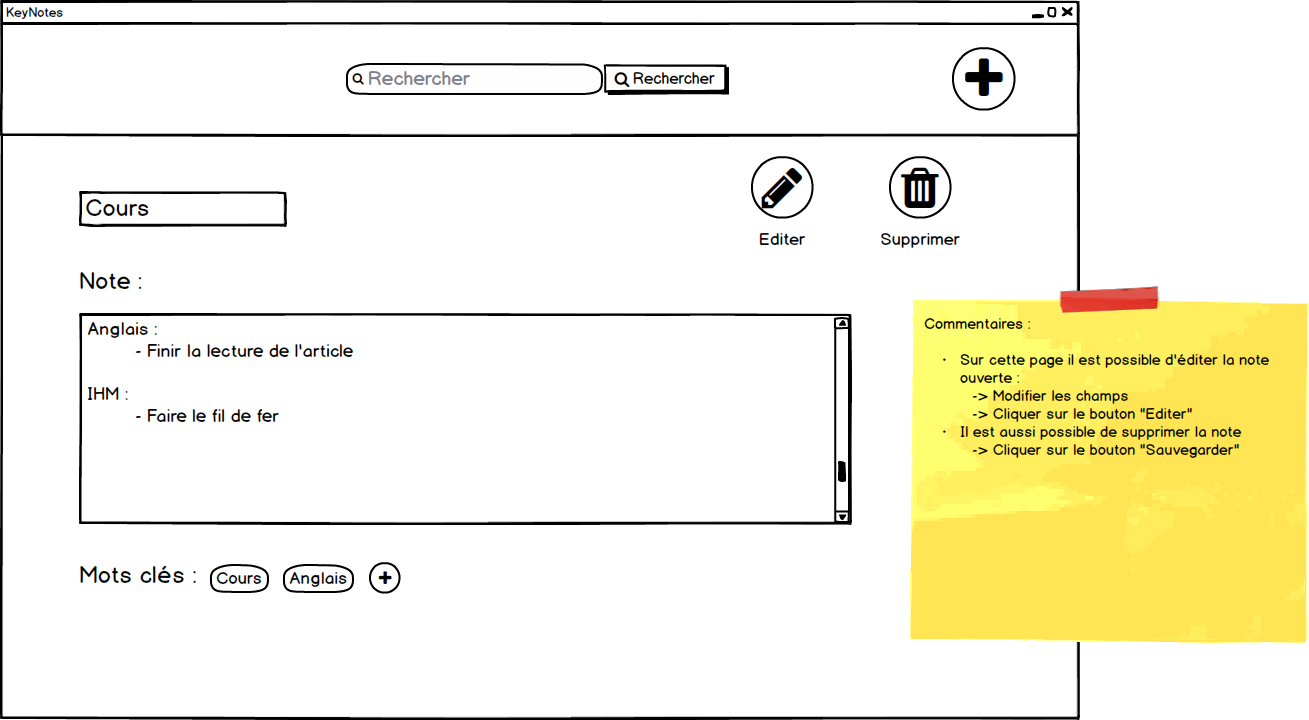 KeyNotes
Rechercher
Rechercher
Cours
Editer
Supprimer
Note :
Anglais :
- Finir la lecture de l'article
IHM :
- Faire le fil de fer
Mots clés :
Cours
Anglais
Commentaires :
· Sur cette page il est possible d'éditer la note
ouverte :
-> Modifier les champs
-> Cliquer sur le bouton "Editer"
· Il est aussi possible de supprimer la note
-> Cliquer sur le bouton "Sauvegarder"